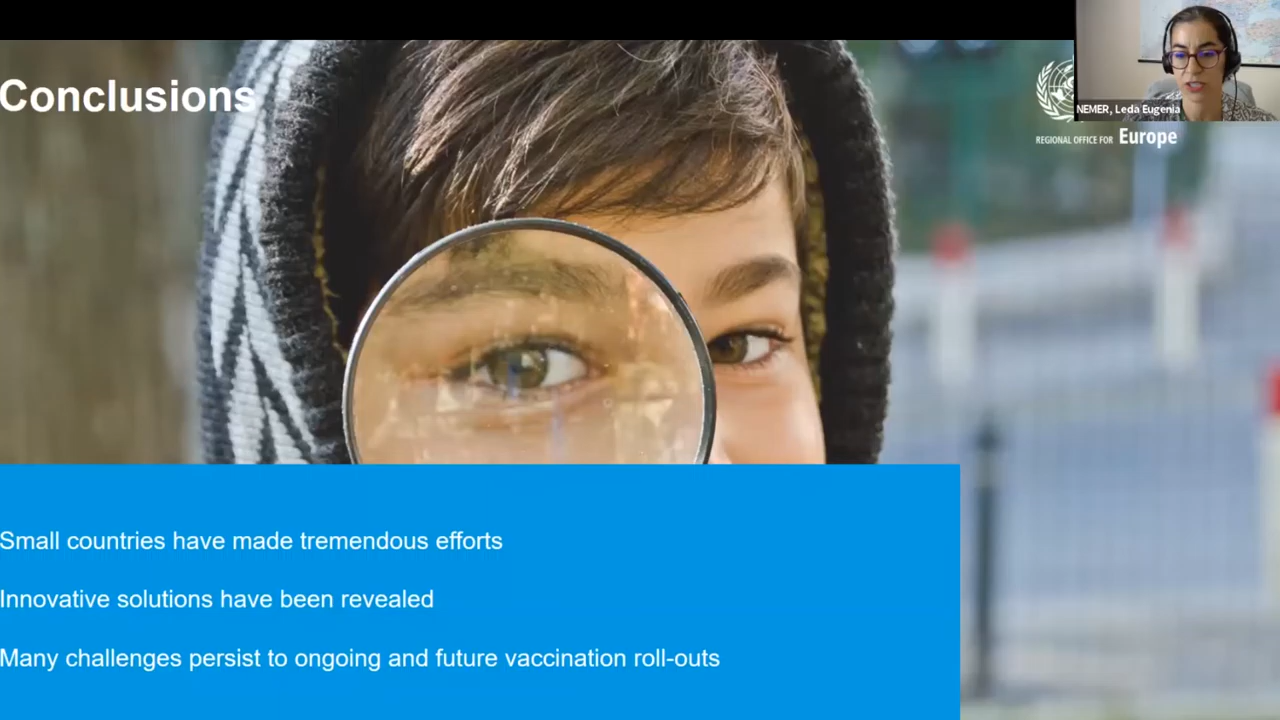 Conclusions
NEMER, Leda Eugenia
REGIONAL OFFICE FOR Europe
Small countries have made tremendous efforts
Innovative solutions have been revealed
Many challenges persist to ongoing and future vaccination roll-outs